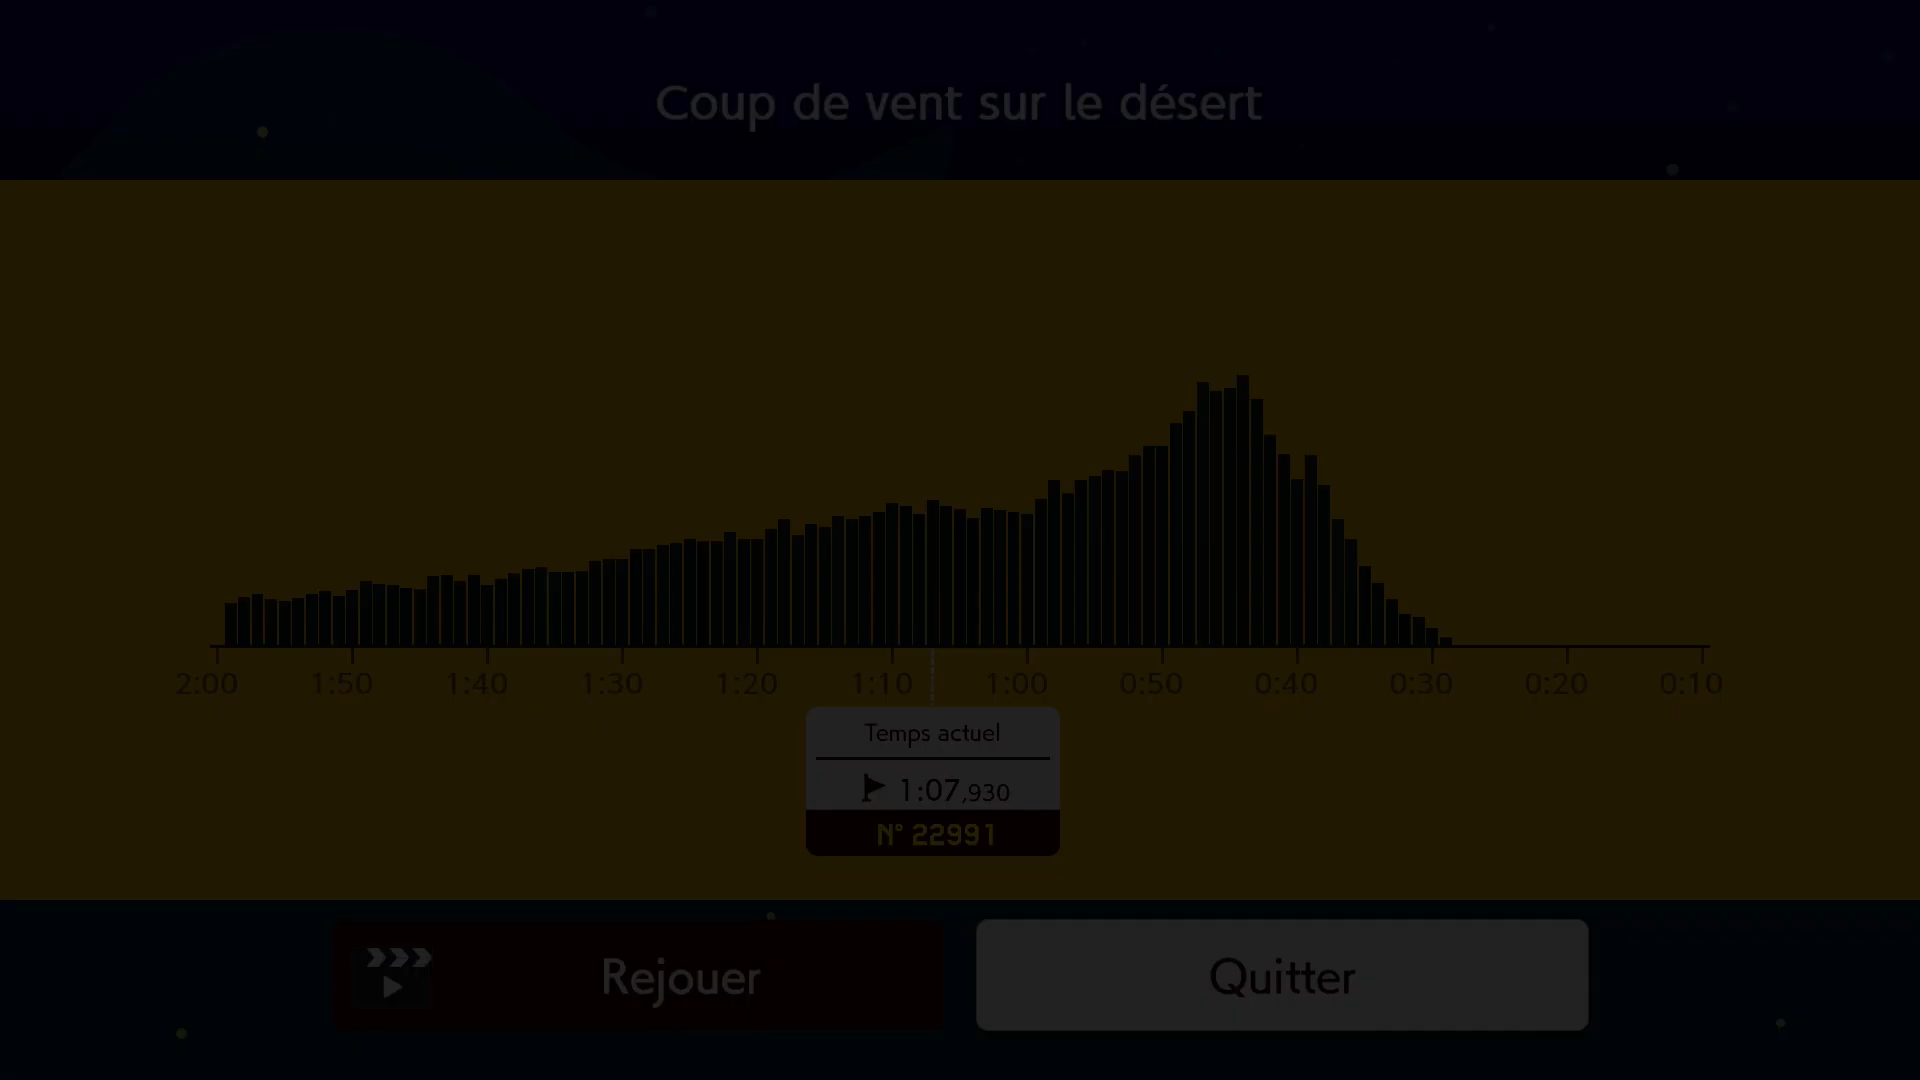 Coup de vent sur le désert
2:00 1:50 1:40 1:30 1:20 1:10 1:00 0:50 0:40 0:30 0:20 0:10
Temps actuel
1:07,930
N° 22991
Rejouer
Quitter